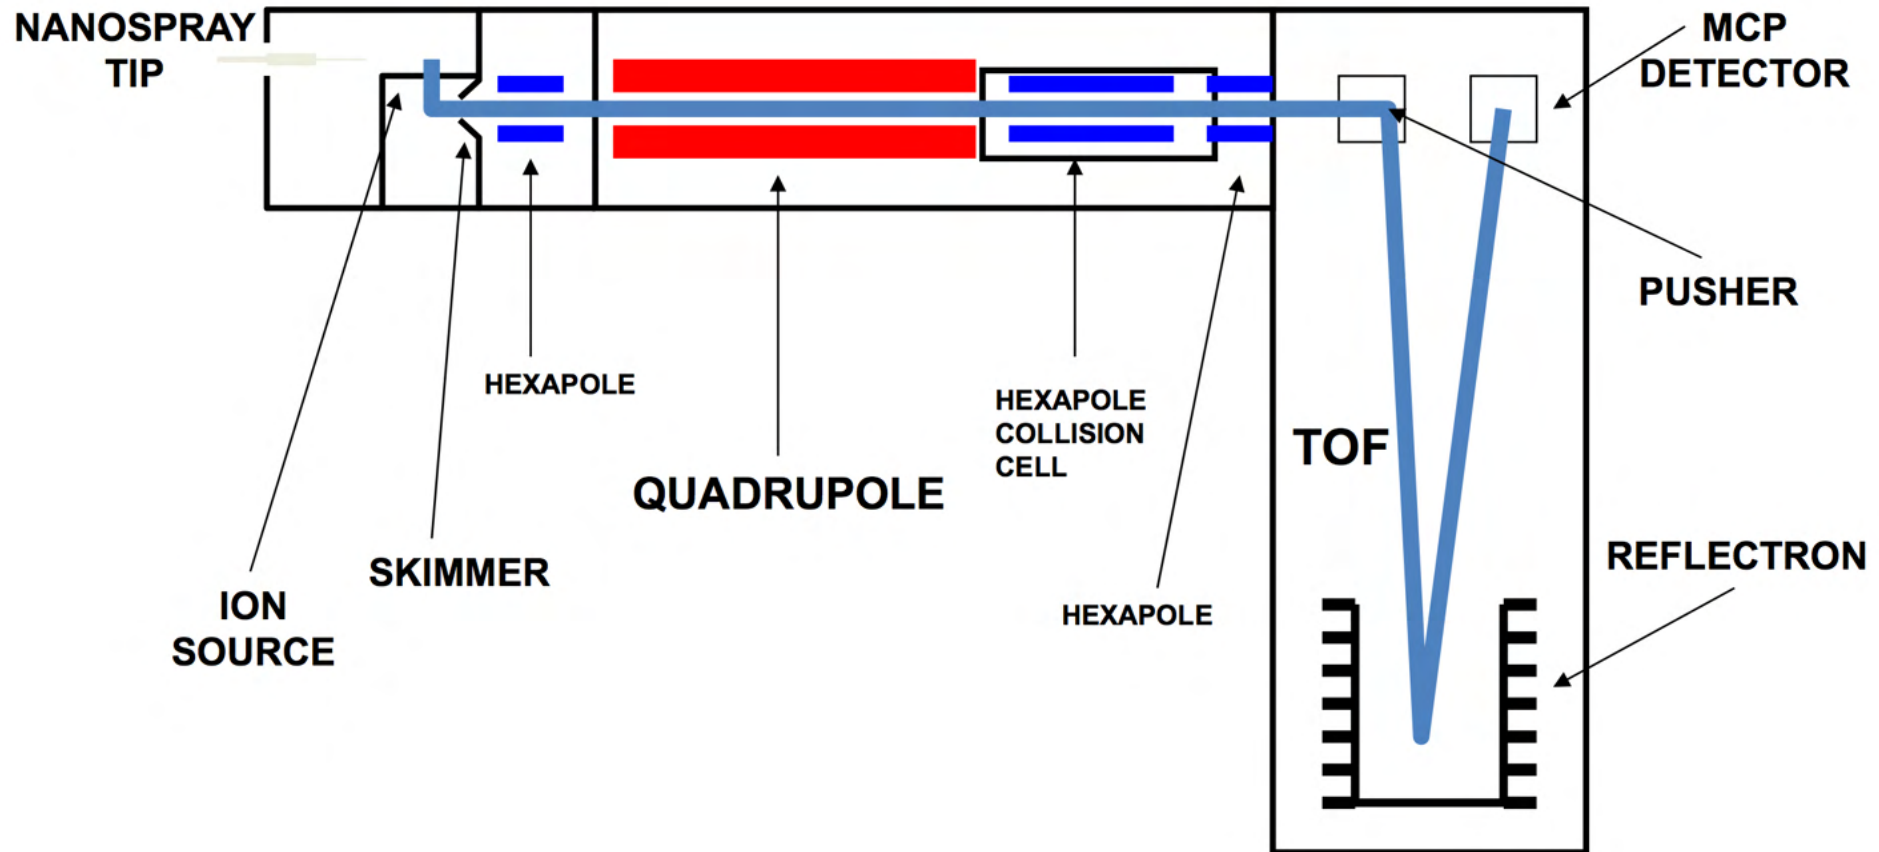 NANOSPRAY
TIP
MCP
DETECTOR
PUSHER
HEXAPOLE
HEXAPOLE
COLLISION
CELL
TOF
QUADRUPOLE
REFLECTRON
SKIMMER
ION
SOURCE
HEXAPOLE